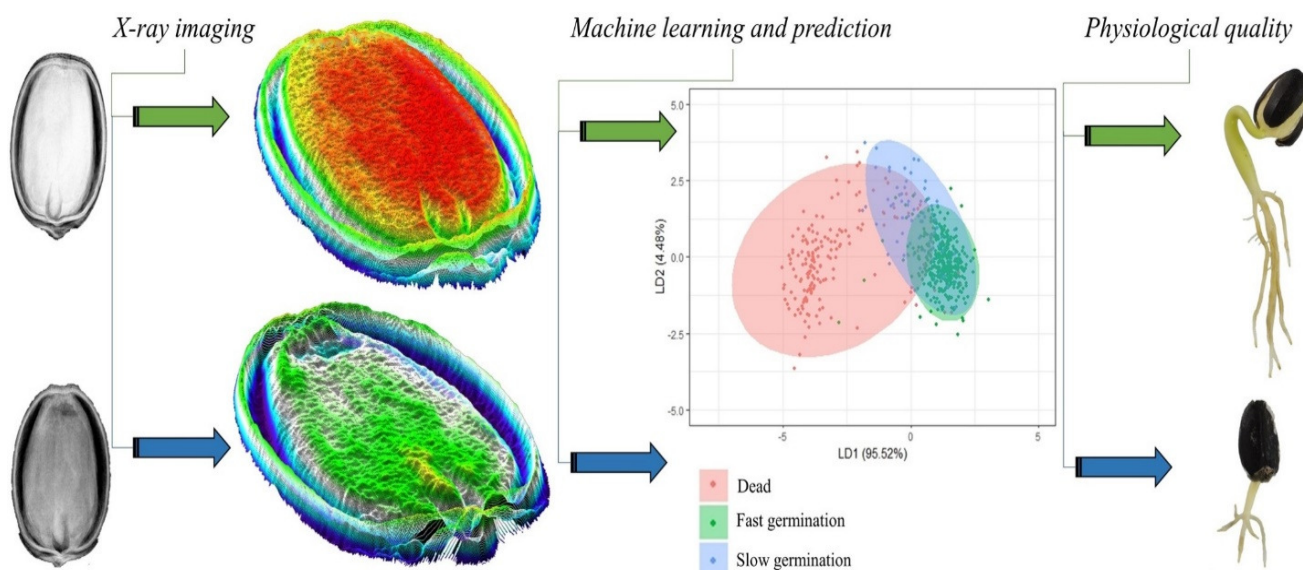 X-ray imaging
Machine learning and prediction
Physiological quality
5.0
2.5
0.0
-2.5
-5.0
LD2 (4.48%)
-5
0
5
LD1 (95.52%)
Dead
Fast germination
Slow germination